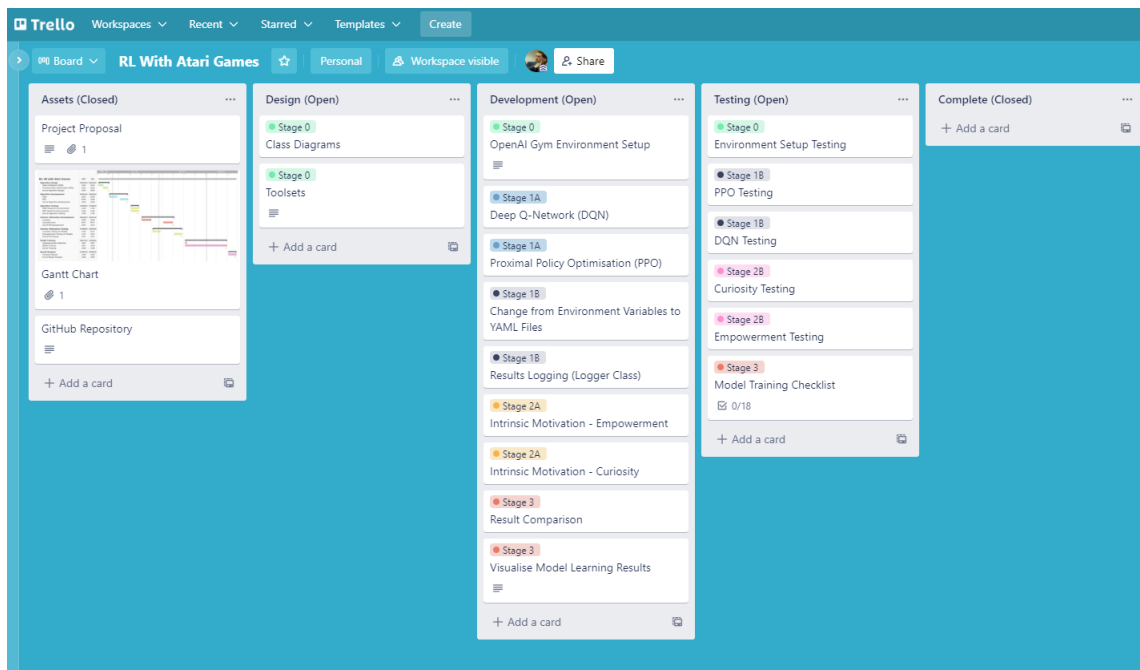 Trello Workspaces Recent Starred Templates Create
Board RL With Atari Games Personal Workspace visible Share
Assets (Closed)
Project Proposal
1
Gantt Chart
1
GitHub Repository
+ Add a card
Design (Open)
Stage 0
Class Diagrams
Stage 0
Toolsets
+ Add a card
Development (Open)
Stage 0
OpenAI Gym Environment Setup
Stage 1A
Deep Q-Network (DQN)
Stage 1A
Proximal Policy Optimisation (PPO)
Stage 1B
Change from Environment Variables to
YAML Files
Stage 1B
Results Logging (Logger Class)
Stage 2A
Intrinsic Motivation - Empowerment
Stage 2A
Intrinsic Motivation - Curiosity
Stage 3
Result Comparison
Stage 3
Visualise Model Learning Results
+ Add a card
Testing (Open)
Stage 0
Environment Setup Testing
Stage 1B
PPO Testing
Stage 1B
DQN Testing
Stage 2B
Curiosity Testing
Stage 2B
Empowerment Testing
Stage 3
Model Training Checklist
0/18
+ Add a card
Complete (Closed)
+ Add a card